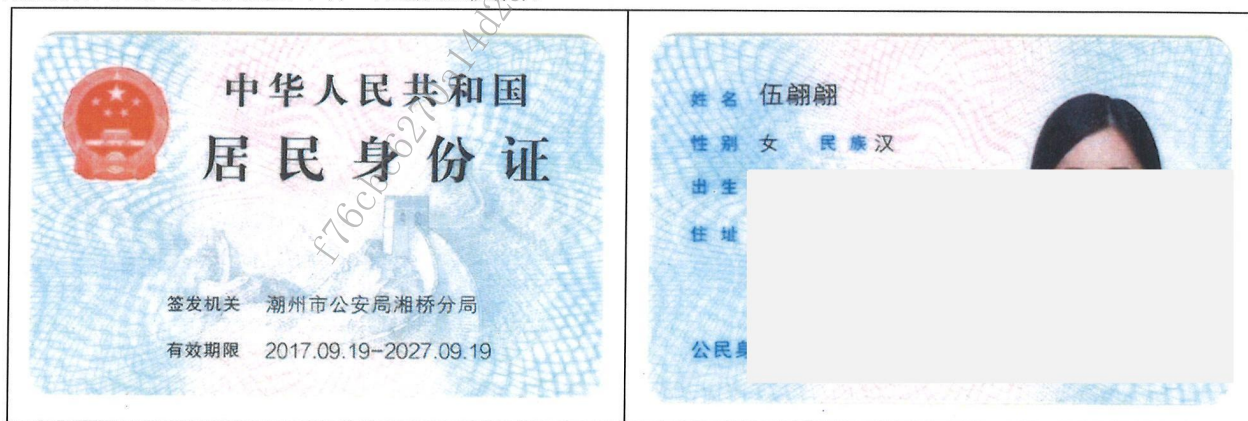 中华人民共和国
居民身份证
签发机关 潮州市公安局湘桥分局
有效期限 2017.09.19-2027.09.19
姓名 伍翩翩
性别 女 民族 汉
出生
住址
公民身